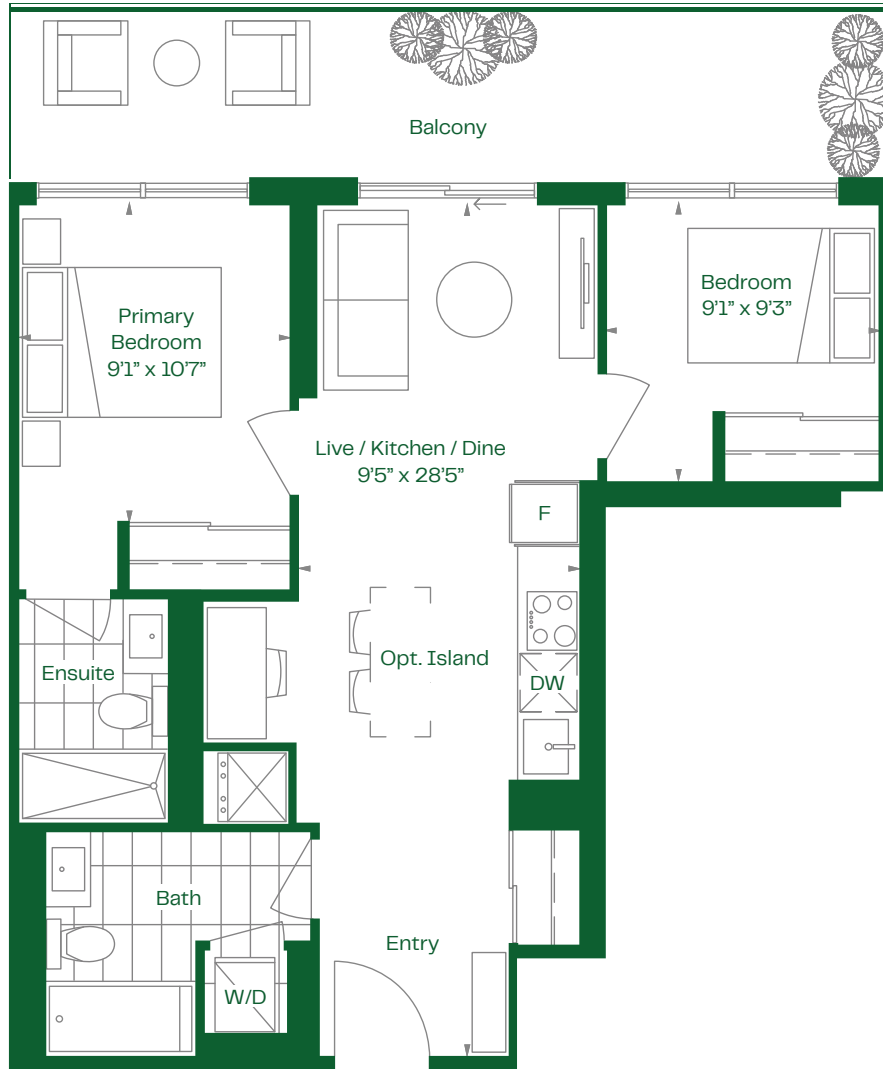 Balcony
Primary
Bedroom
9'1" x 10'7"
Bedroom
9'1" x 9'3"
Live / Kitchen / Dine
9'5" x 28'5"
F
Opt. Island
DW
Ensuite
Bath
Entry
W/D